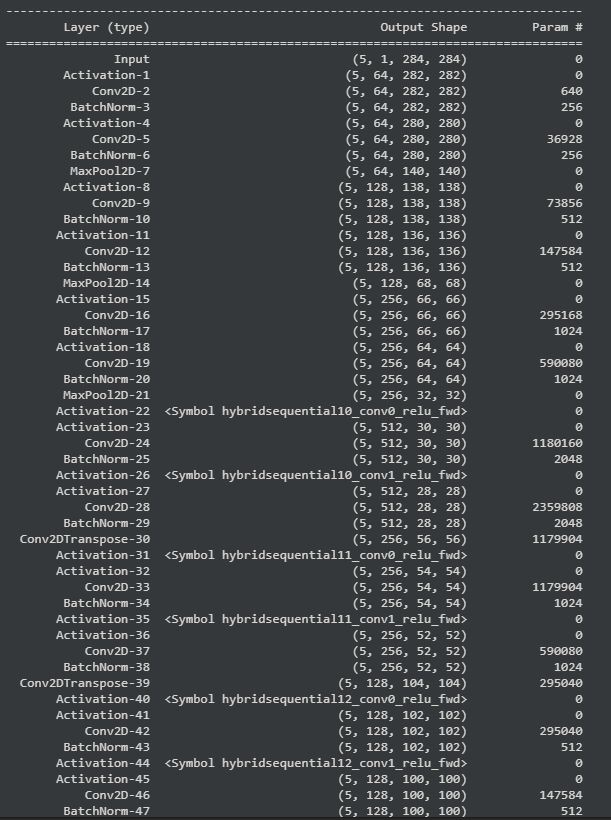 --------------------------------------------------------------------------------
Layer (type) Output Shape Param #
================================================================================
Input (5, 1, 284, 284) 0
Activation-1 (5, 64, 282, 282) 0
Conv2D-2 (5, 64, 282, 282) 640
BatchNorm-3 (5, 64, 282, 282) 256
Activation-4 (5, 64, 280, 280) 0
Conv2D-5 (5, 64, 280, 280) 36928
BatchNorm-6 (5, 64, 280, 280) 256
MaxPool2D-7 (5, 64, 140, 140) 0
Activation-8 (5, 128, 138, 138) 0
Conv2D-9 (5, 128, 138, 138) 73856
BatchNorm-10 (5, 128, 138, 138) 512
Activation-11 (5, 128, 136, 136) 0
Conv2D-12 (5, 128, 136, 136) 147584
BatchNorm-13 (5, 128, 136, 136) 512
MaxPool2D-14 (5, 128, 68, 68) 0
Activation-15 (5, 256, 66, 66) 0
Conv2D-16 (5, 256, 66, 66) 295168
BatchNorm-17 (5, 256, 66, 66) 1024
Activation-18 (5, 256, 64, 64) 0
Conv2D-19 (5, 256, 64, 64) 590080
BatchNorm-20 (5, 256, 64, 64) 1024
MaxPool2D-21 (5, 256, 32, 32) 0
Activation-22 <Symbol hybridsequential10_conv0_relu_fwd> 0
Activation-23 (5, 512, 30, 30) 0
Conv2D-24 (5, 512, 30, 30) 1180160
BatchNorm-25 (5, 512, 30, 30) 2048
Activation-26 <Symbol hybridsequential10_conv1_relu_fwd> 0
Activation-27 (5, 512, 28, 28) 0
Conv2D-28 (5, 512, 28, 28) 2359808
BatchNorm-29 (5, 512, 28, 28) 2048
Conv2DTranspose-30 (5, 256, 56, 56) 1179904
Activation-31 <Symbol hybridsequential11_conv0_relu_fwd> 0
Activation-32 (5, 256, 54, 54) 0
Conv2D-33 (5, 256, 54, 54) 1179904
BatchNorm-34 (5, 256, 54, 54) 1024
Activation-35 <Symbol hybridsequential11_conv1_relu_fwd> 0
Activation-36 (5, 256, 52, 52) 0
Conv2D-37 (5, 256, 52, 52) 590080
BatchNorm-38 (5, 256, 52, 52) 1024
Conv2DTranspose-39 (5, 128, 104, 104) 295040
Activation-40 <Symbol hybridsequential12_conv0_relu_fwd> 0
Activation-41 (5, 128, 102, 102) 0
Conv2D-42 (5, 128, 102, 102) 295040
BatchNorm-43 (5, 128, 102, 102) 512
Activation-44 <Symbol hybridsequential12_conv1_relu_fwd> 0
Activation-45 (5, 128, 100, 100) 0
Conv2D-46 (5, 128, 100, 100) 147584
BatchNorm-47 (5, 128, 100, 100) 512